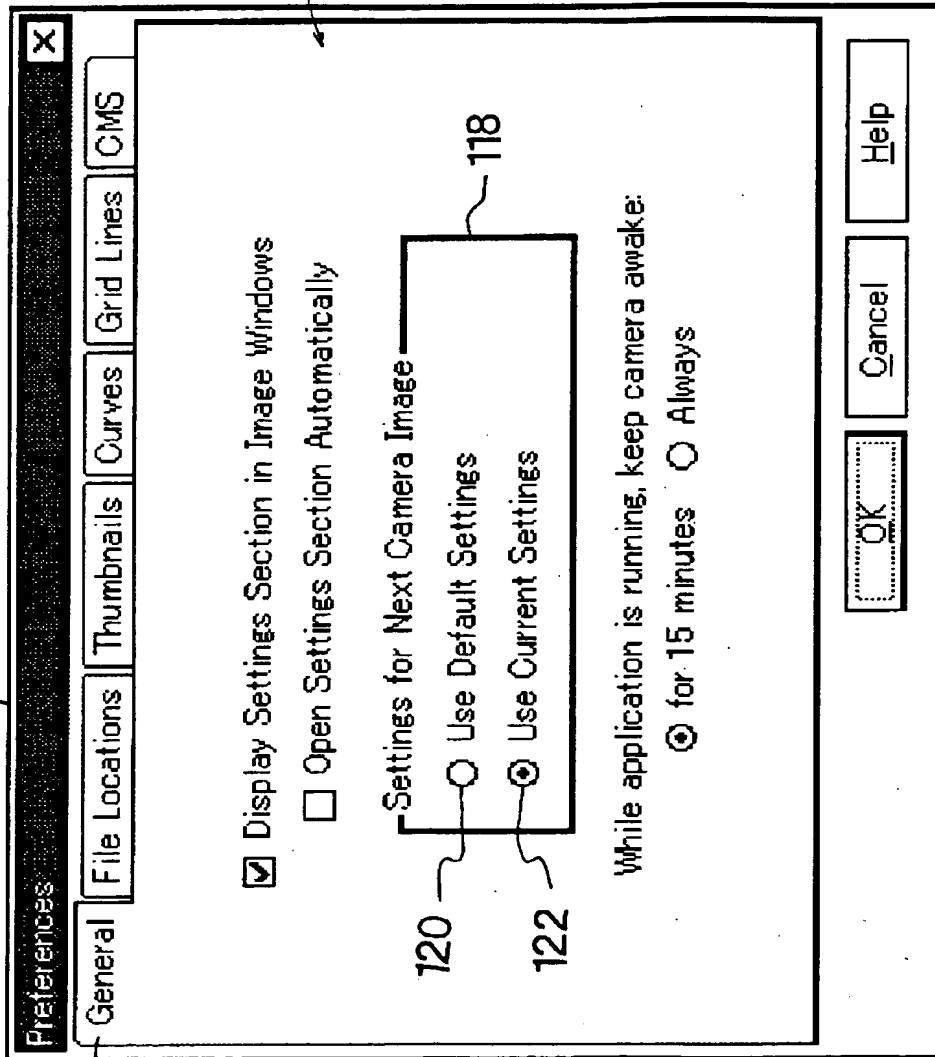 Preferences
General File Locations Thumbnails Curves Grid Lines CMS
Display Settings Section in Image Windows
Open Settings Section Automatically
Settings for Next Camera Image
118
120
Use Default Settings
122
Use Current Settings
While application is running, keep camera awake:
for 15 minutes Always
OK Cancel Help